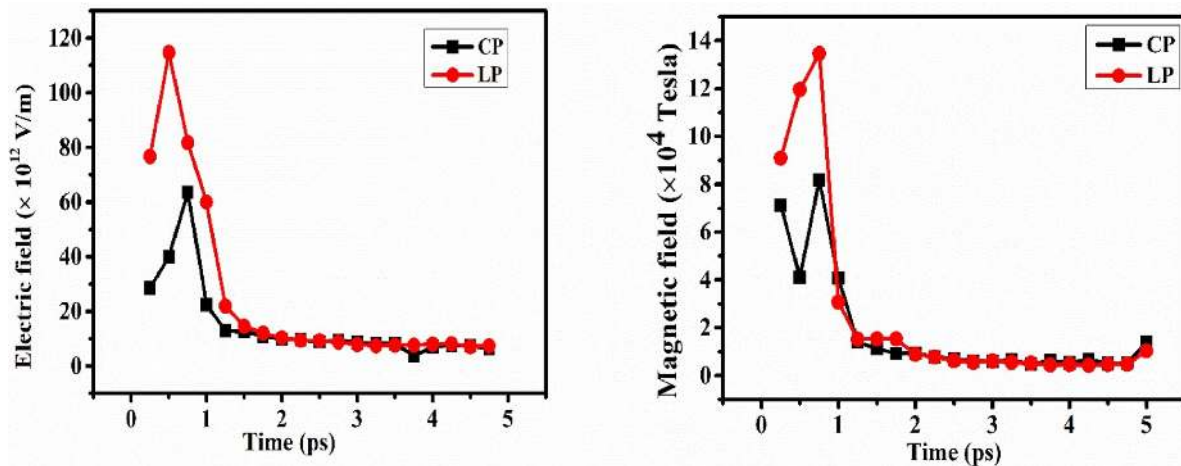 Electric field (× 10¹² V/m)
120
100
80
60
40
20
0
CP
LP
0 1 2 3 4 5
Time (ps)
Magnetic field (×10⁴ Tesla)
14
12
10
8
6
4
2
0
CP
LP
0 1 2 3 4 5
Time (ps)